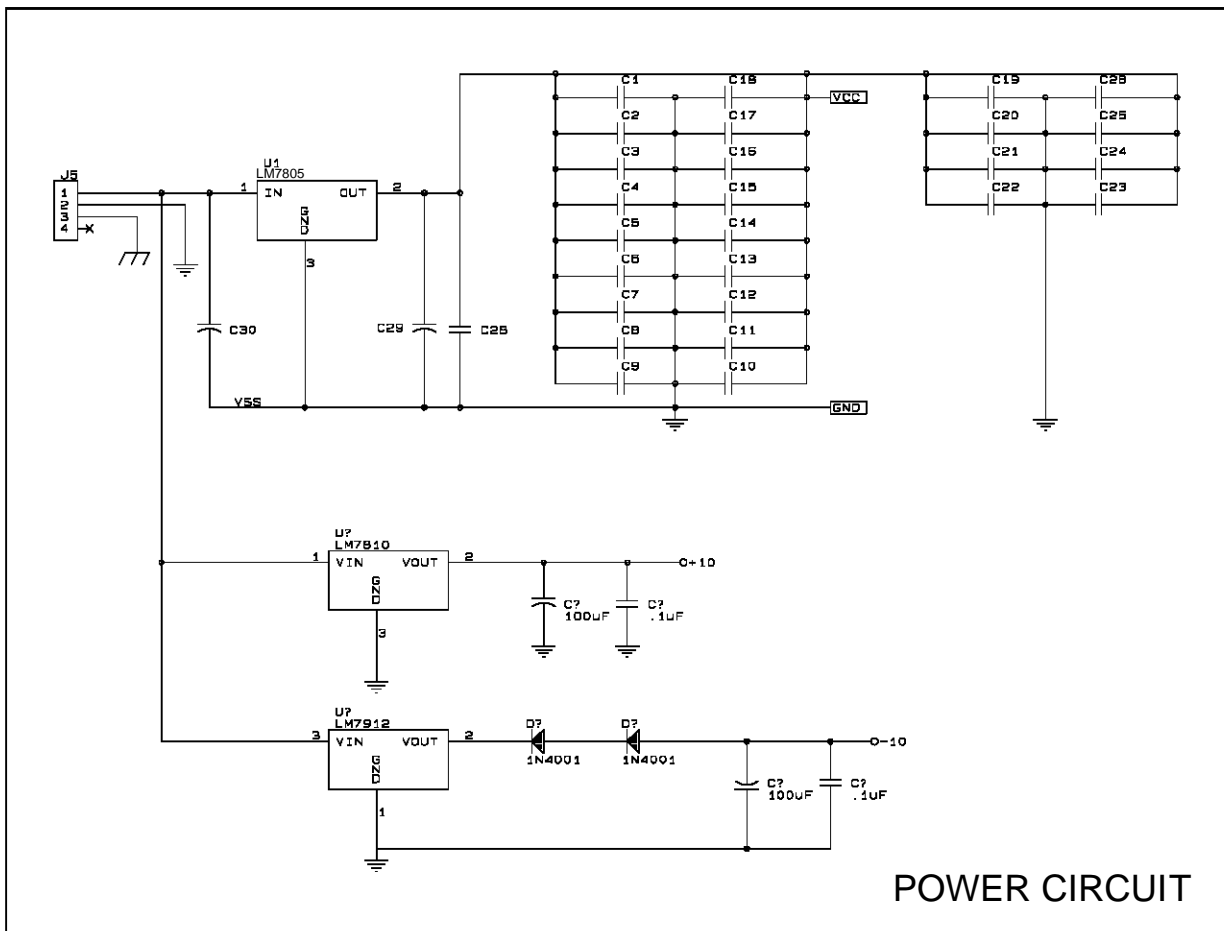 C1 C18 C19 C26
VCC
C2 C17 C20 C25
C3 C16 C21 C24
U1
LM7805
J5
1 1 IN OUT 2
2
3
4
GND
3
C4 C15 C22 C23
C5 C14
C6 C13
C7 C12
C30 C29 C28
C8 C11
C9 C10
VSS
GND
U?
LM7810
1 VIN VOUT 2 +10
GND
3
C? C?
100uF .1uF
U?
LM7912
3 VIN VOUT 2 D? D? -10
1N4001 1N4001
GND
1
C? C?
100uF .1uF
POWER CIRCUIT